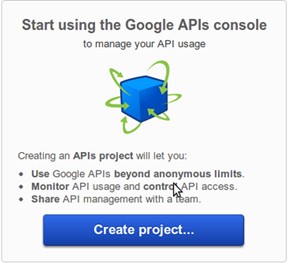 Start using the Google APIs console
to manage your API usage
Creating an APIs project will let you:
• Use Google APIs beyond anonymous limits.
• Monitor API usage and control API access.
• Share API management with a team.
Create project...